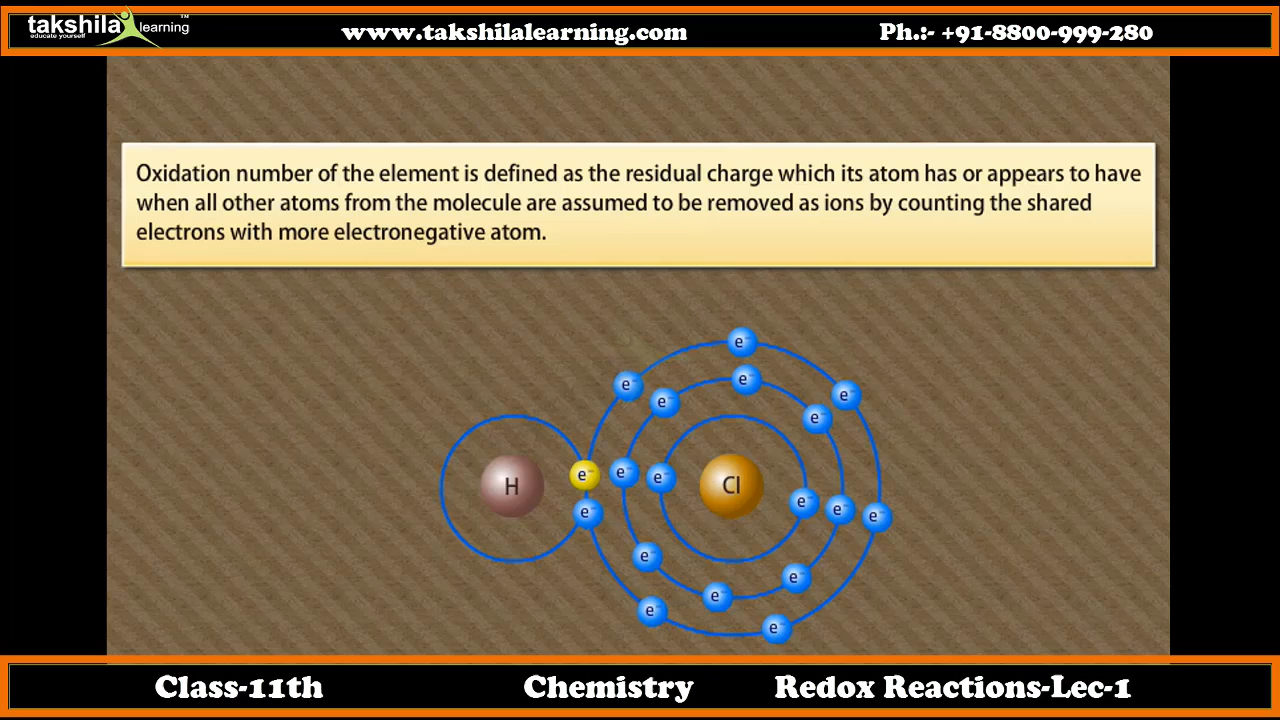 takshila learning™
educate yourself
www.takshilalearning.com
Ph.:- +91-8800-999-280
Oxidation number of the element is defined as the residual charge which its atom has or appears to have
when all other atoms from the molecule are assumed to be removed as ions by counting the shared
electrons with more electronegative atom.
e⁻
e⁻
e⁻
e⁻
e⁻
e⁻
e⁻
e⁻
e⁻
H
Cl
e⁻
e⁻
e⁻
e⁻
e⁻
e⁻
e⁻
e⁻
e⁻
Class-11th
Chemistry
Redox Reactions-Lec-1